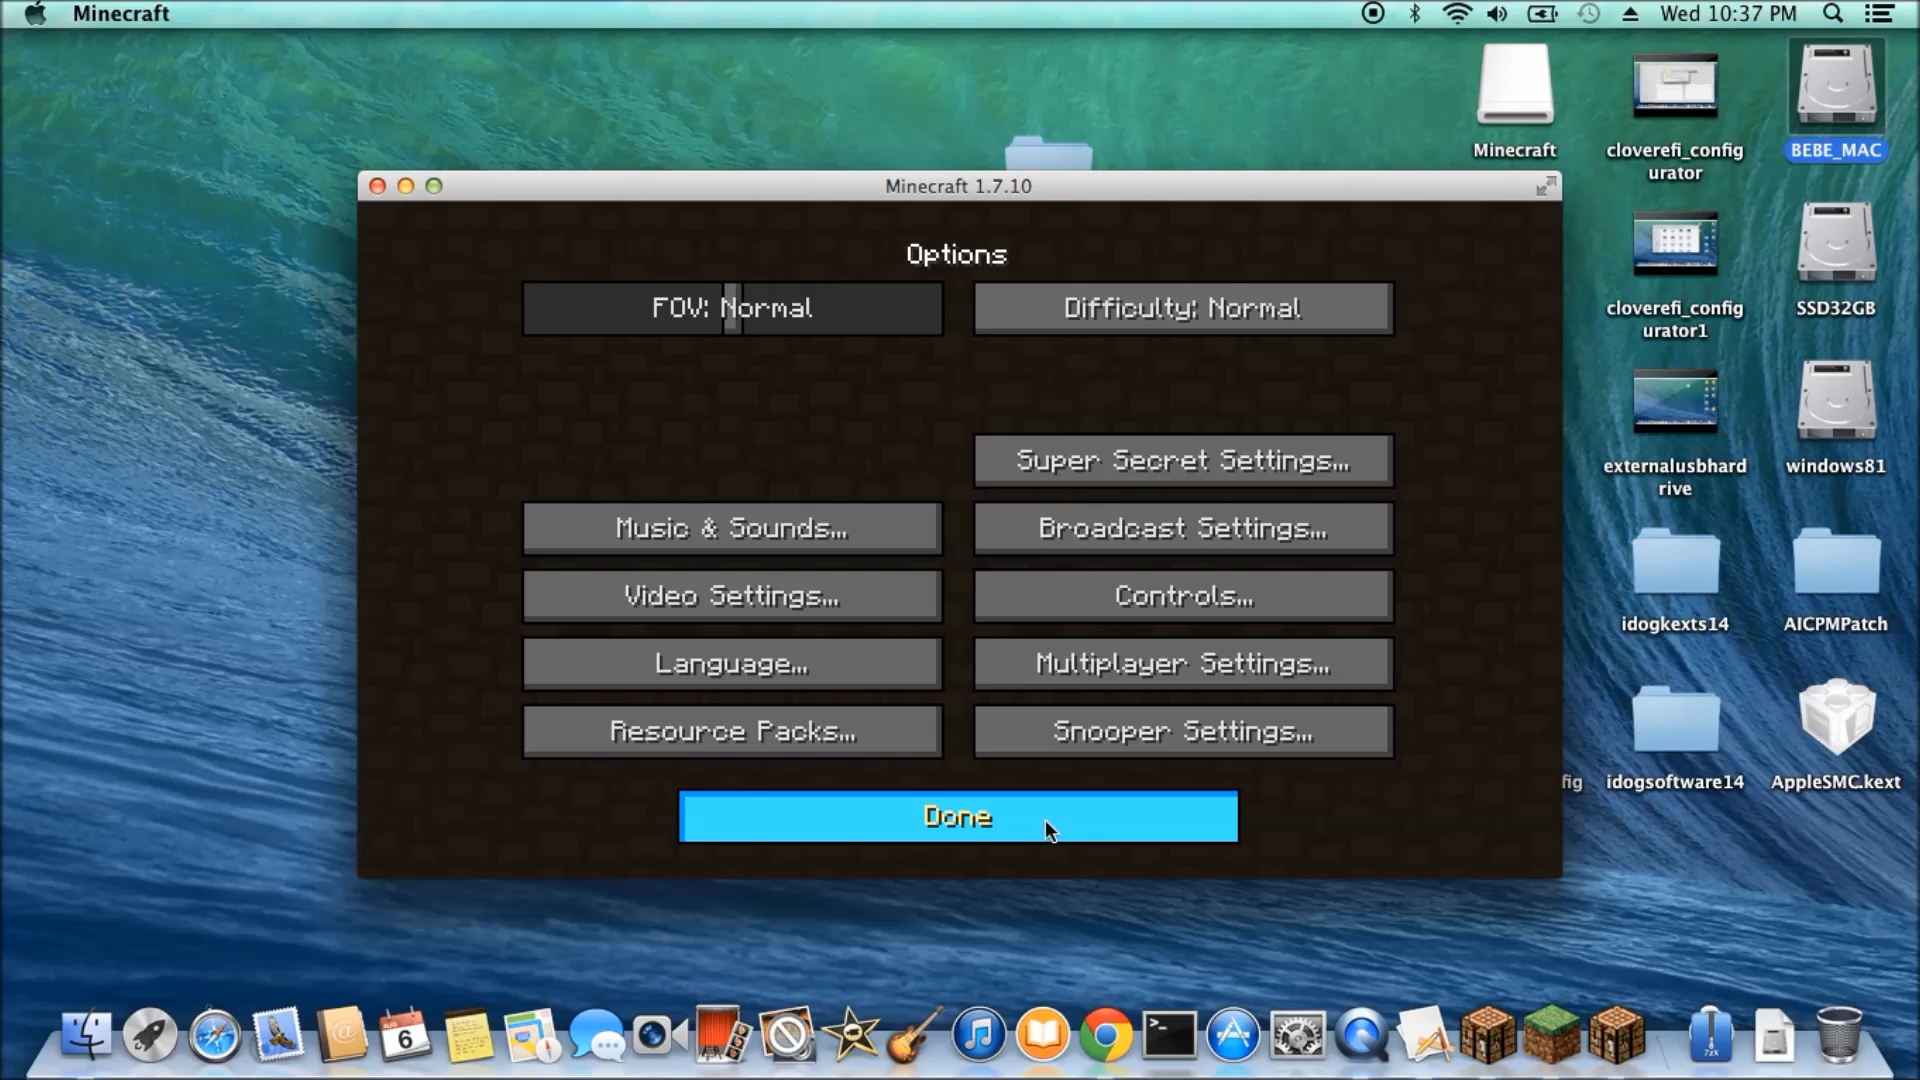 Minecraft
Wed 10:37 PM
Minecraft
cloverefi_config
urator
BEBE_MAC
Minecraft 1.7.10
Options
FOV: Normal
Difficulty: Normal
cloverefi_config
urator1
SSD32GB
Super Secret Settings...
externalusbhard
rive
windows81
Music & Sounds...
Broadcast Settings...
Video Settings...
Controls...
idogkexts14
AICPMPatch
Language...
Multiplayer Settings...
Resource Packs...
Snooper Settings...
fig
idogsoftware14
AppleSMC.kext
Done
AUG
6
7zX